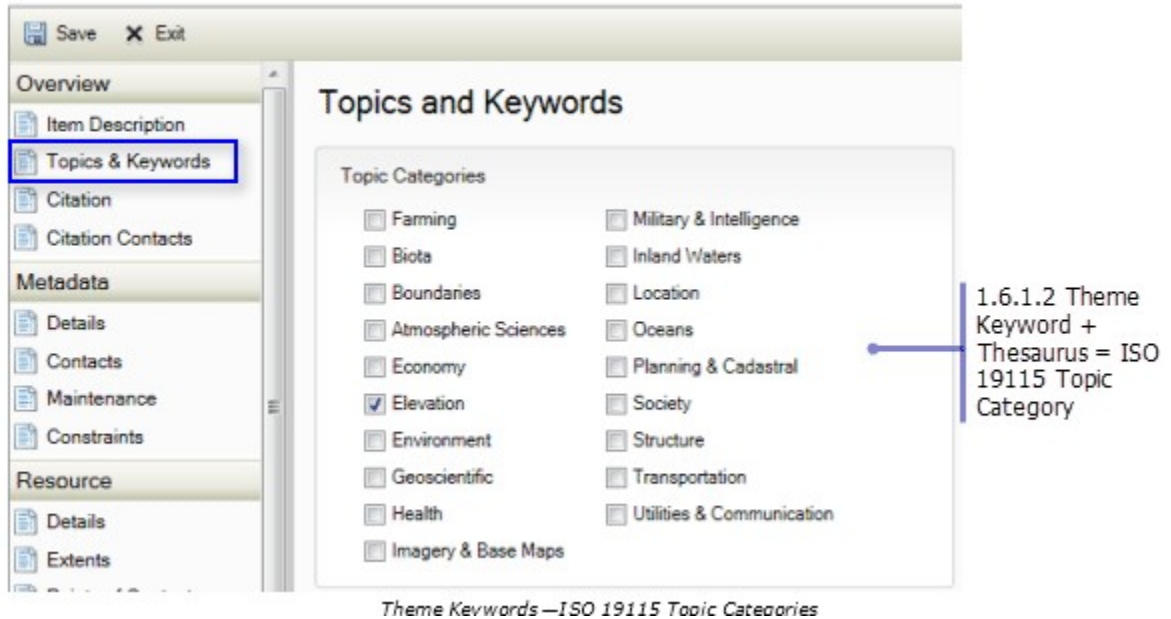 Save Exit
Overview
Item Description
Topics & Keywords
Citation
Citation Contacts
Metadata
Details
Contacts
Maintenance
Constraints
Resource
Details
Extents
Topics and Keywords
Topic Categories
Farming
Biota
Boundaries
Atmospheric Sciences
Economy
Elevation
Environment
Geoscientific
Health
Imagery & Base Maps
Military & Intelligence
Inland Waters
Location
Oceans
Planning & Cadastral
Society
Structure
Transportation
Utilities & Communication
1.6.1.2 Theme
Keyword +
Thesaurus = ISO
19115 Topic
Category
Theme Keywords —ISO 19115 Topic Categories